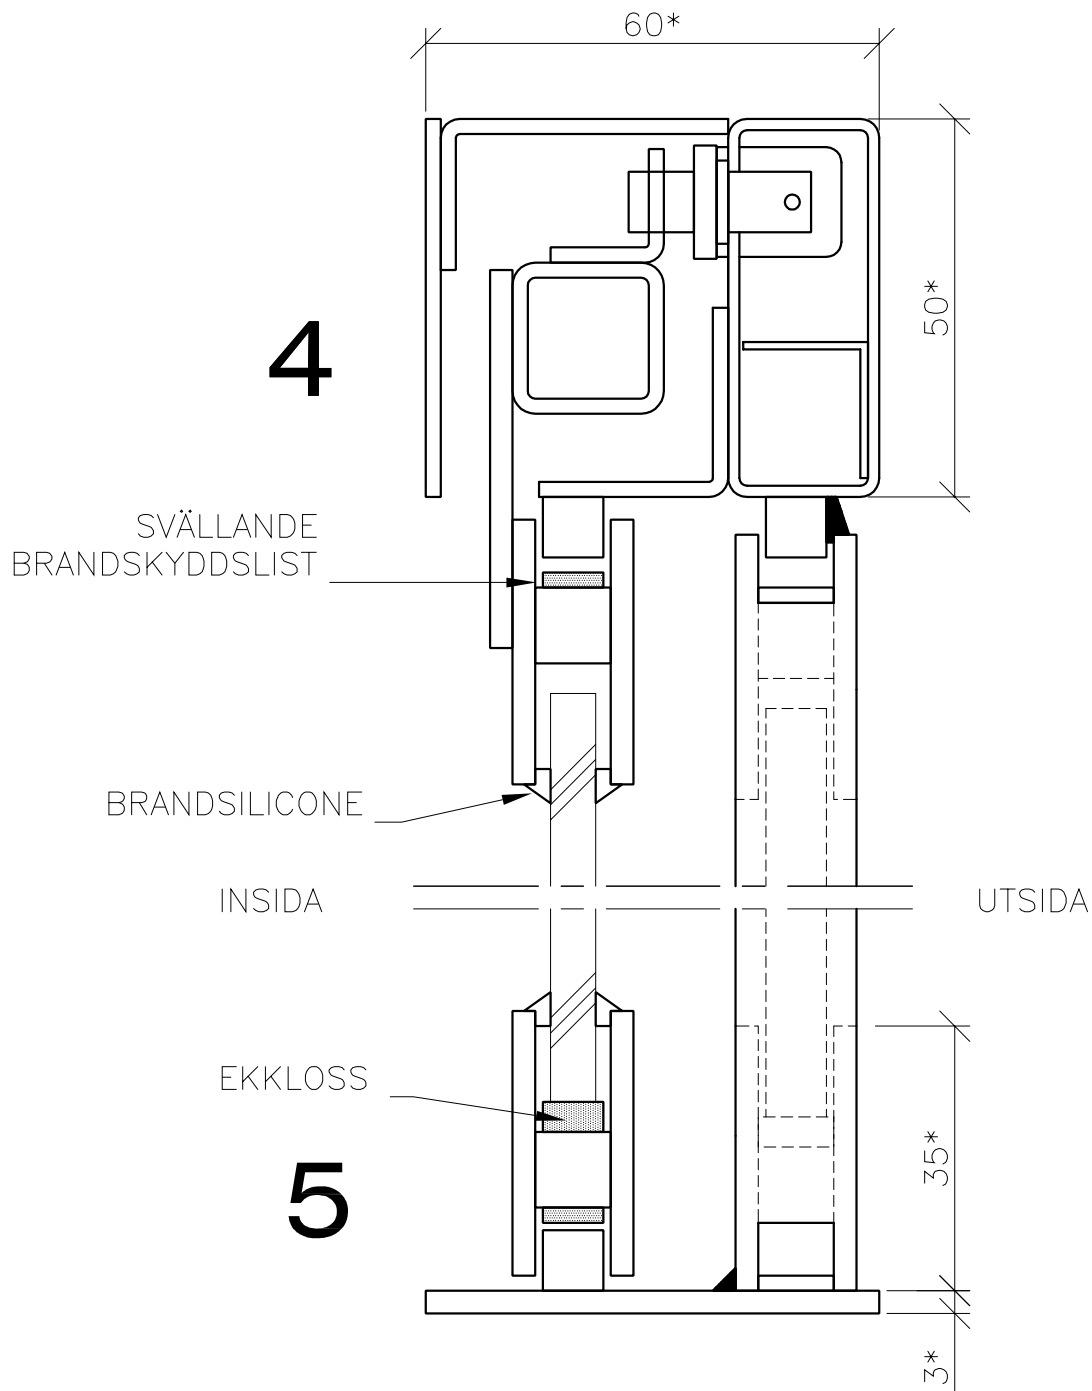 60*
50*
4
SVÄLLANDE
BRANDSKYDDSLIST
BRANDSILICONE
INSIDA
UTSIDA
EKKLOSS
35*
5
3*